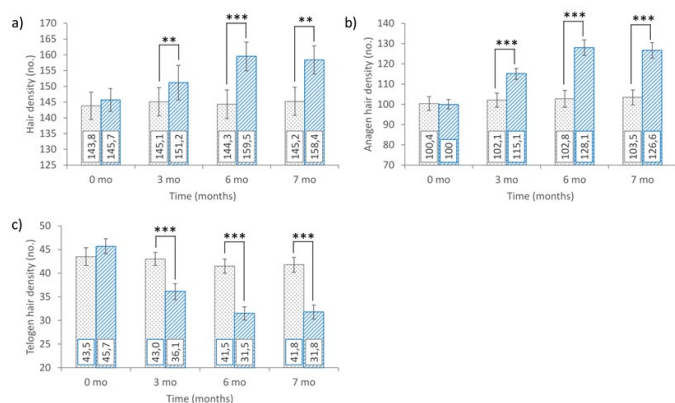 a)
Hair density (no.)
170
165
160
155
150
145
140
135
130
125
**
***
**
143,8
145,7
145,1
151,2
144,3
159,5
145,2
158,4
0 mo
3 mo
6 mo
7 mo
Time (months)
b)
Anagen hair density (no.)
140
130
120
110
100
90
80
70
***
***
***
100,4
100
102,1
115,1
102,8
128,1
103,5
126,6
0 mo
3 mo
6 mo
7 mo
Time (months)
c)
Telogen hair density (no.)
50
45
40
35
30
25
20
***
***
***
43,5
45,7
43,0
36,1
41,5
31,5
41,8
31,8
0 mo
3 mo
6 mo
7 mo
Time (months)